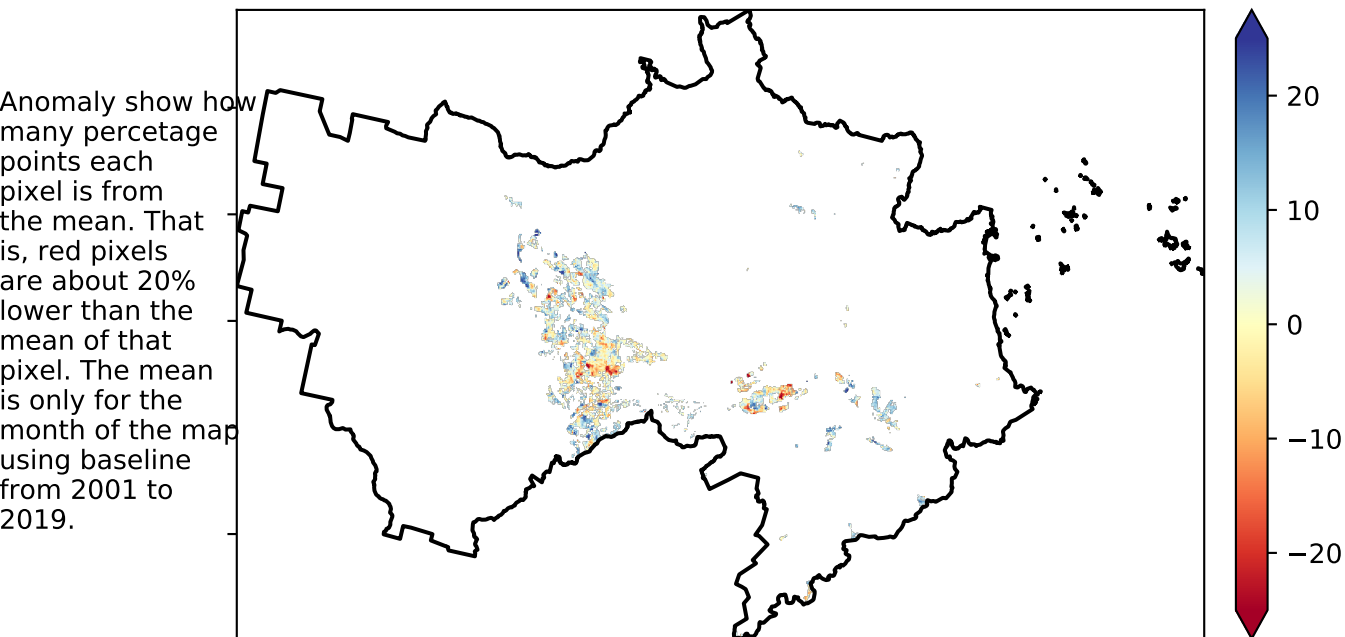 Anomaly show how
many percetage
points each
pixel is from
the mean. That
is, red pixels
are about 20%
lower than the
mean of that
pixel. The mean
is only for the
month of the map
using baseline
from 2001 to
2019.
20
10
0
−10
−20